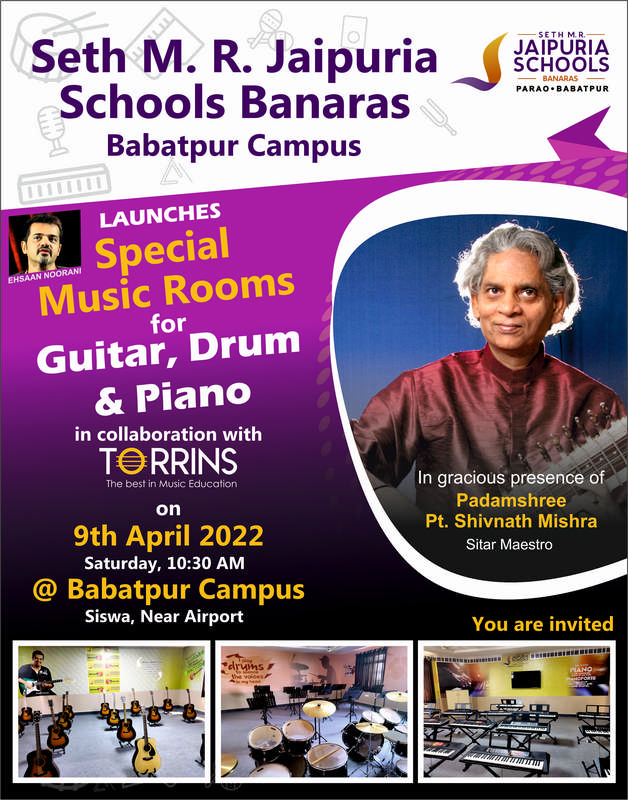 Seth M. R. Jaipuria
Schools Banaras
Babatpur Campus
SETH M.R.
JAIPURIA
SCHOOLS
BANARAS
PARAO•BABATPUR
EHSAAN NOORANI
LAUNCHES
Special
Music Rooms
for
Guitar, Drum
& Piano
in collaboration with
TORRINS
The best in Music Education
on
9th April 2022
Saturday, 10:30 AM
@ Babatpur Campus
Siswa, Near Airport
In gracious presence of
Padamshree
Pt. Shivnath Mishra
Sitar Maestro
You are invited
drums
the voices
PIANO
PIANOFORTE